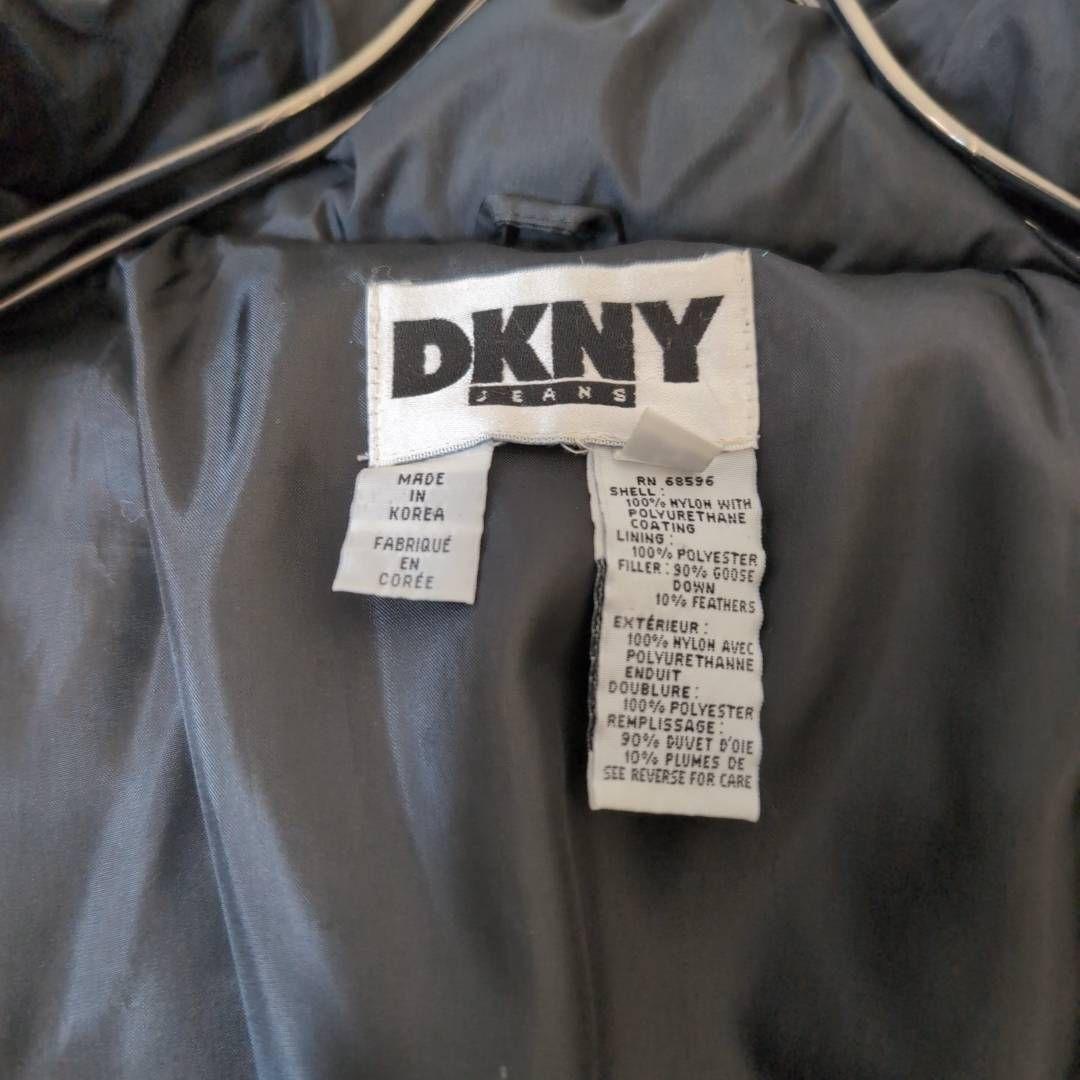 DKNY
JEANS
MADE
IN
KOREA
FABRIQUÉ
EN
CORÉE
RN 68596
SHELL:
100% NYLON WITH
POLYURETHANE
COATING
LINING:
100% POLYESTER
FILLER: 90% GOOSE
DOWN
10% FEATHERS
EXTÉRIEUR:
100% NYLON AVEC
POLYURETHANNE
ENDUIT
DOUBLURE:
100% POLYESTER
REMPLISSAGE:
90% DUVET D'OIE
10% PLUMES DE
SEE REVERSE FOR CARE